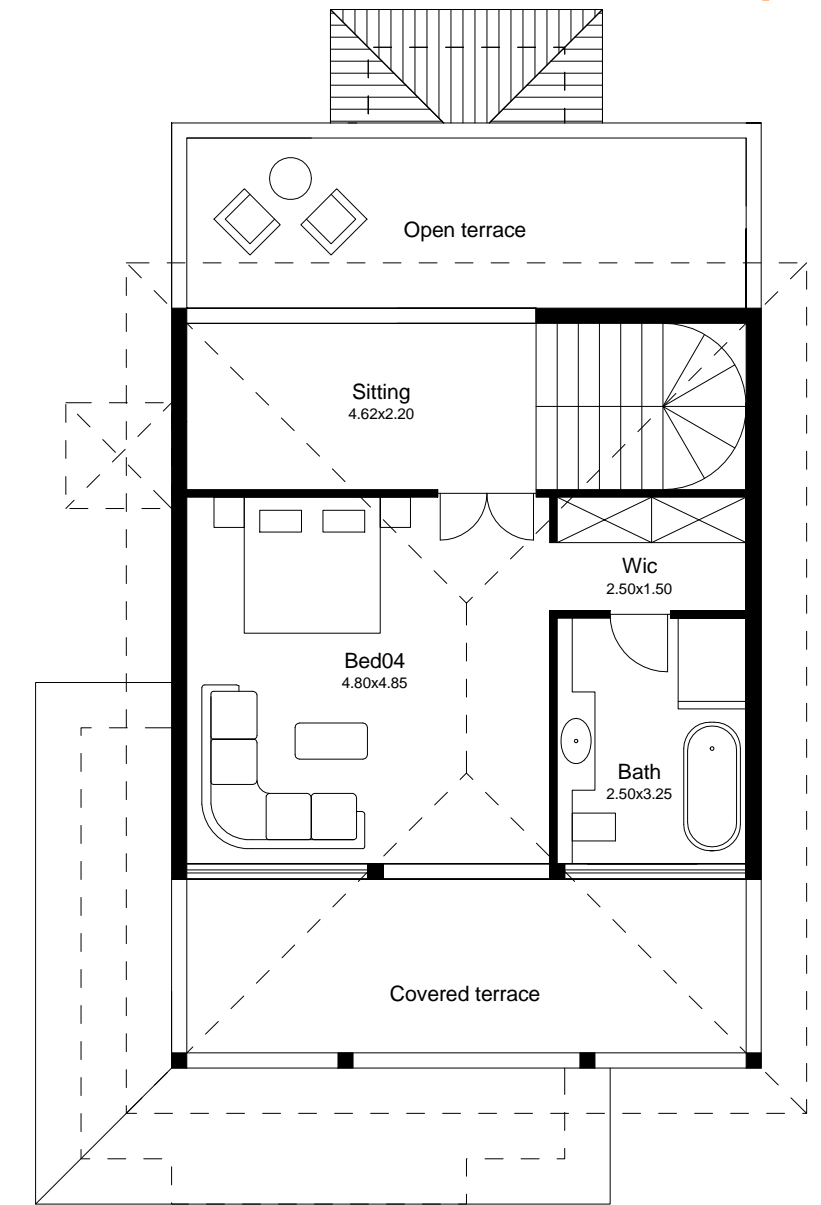 Open terrace
Sitting
4.62x2.20
Wic
2.50x1.50
Bed04
4.80x4.85
Bath
2.50x3.25
Covered terrace